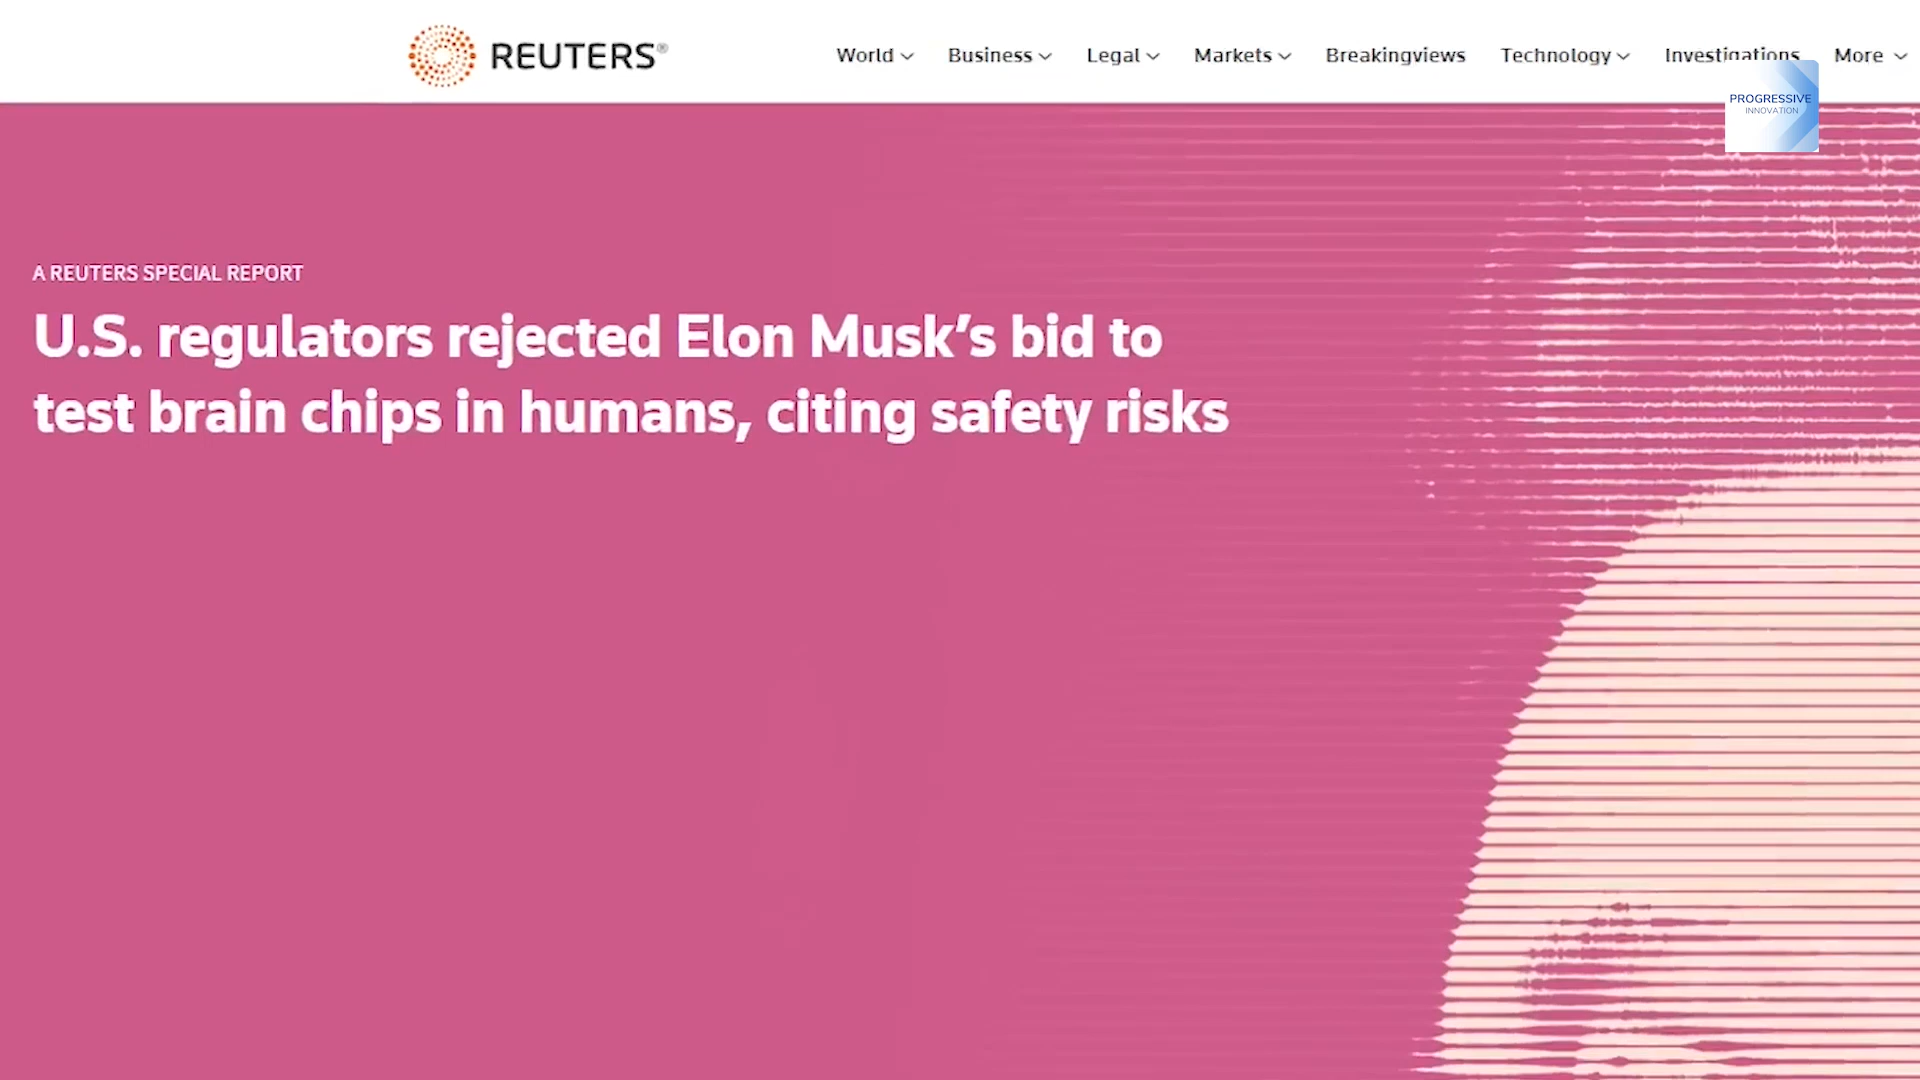 REUTERS®
World
Business
Legal
Markets
Breakingviews
Technology
Investigations
More
PROGRESSIVE
INNOVATION
A REUTERS SPECIAL REPORT
U.S. regulators rejected Elon Musk’s bid to
test brain chips in humans, citing safety risks